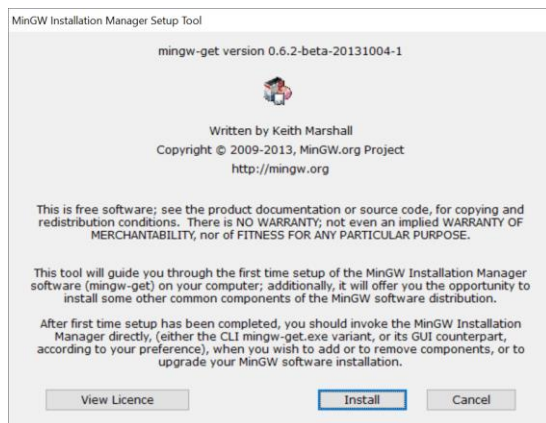 MinGW Installation Manager Setup Tool
mingw-get version 0.6.2-beta-20131004-1
Written by Keith Marshall
Copyright © 2009-2013, MinGW.org Project
http://mingw.org
This is free software; see the product documentation or source code, for copying and
redistribution conditions.  There is NO WARRANTY; not even an implied WARRANTY OF
MERCHANTABILITY, nor of FITNESS FOR ANY PARTICULAR PURPOSE.
This tool will guide you through the first time setup of the MinGW Installation Manager
software (mingw-get) on your computer; additionally, it will offer you the opportunity to
install some other common components of the MinGW software distribution.
After first time setup has been completed, you should invoke the MinGW Installation
Manager directly, (either the CLI mingw-get.exe variant, or its GUI counterpart,
according to your preference), when you wish to add or to remove components, or to
upgrade your MinGW software installation.
View Licence
Install
Cancel